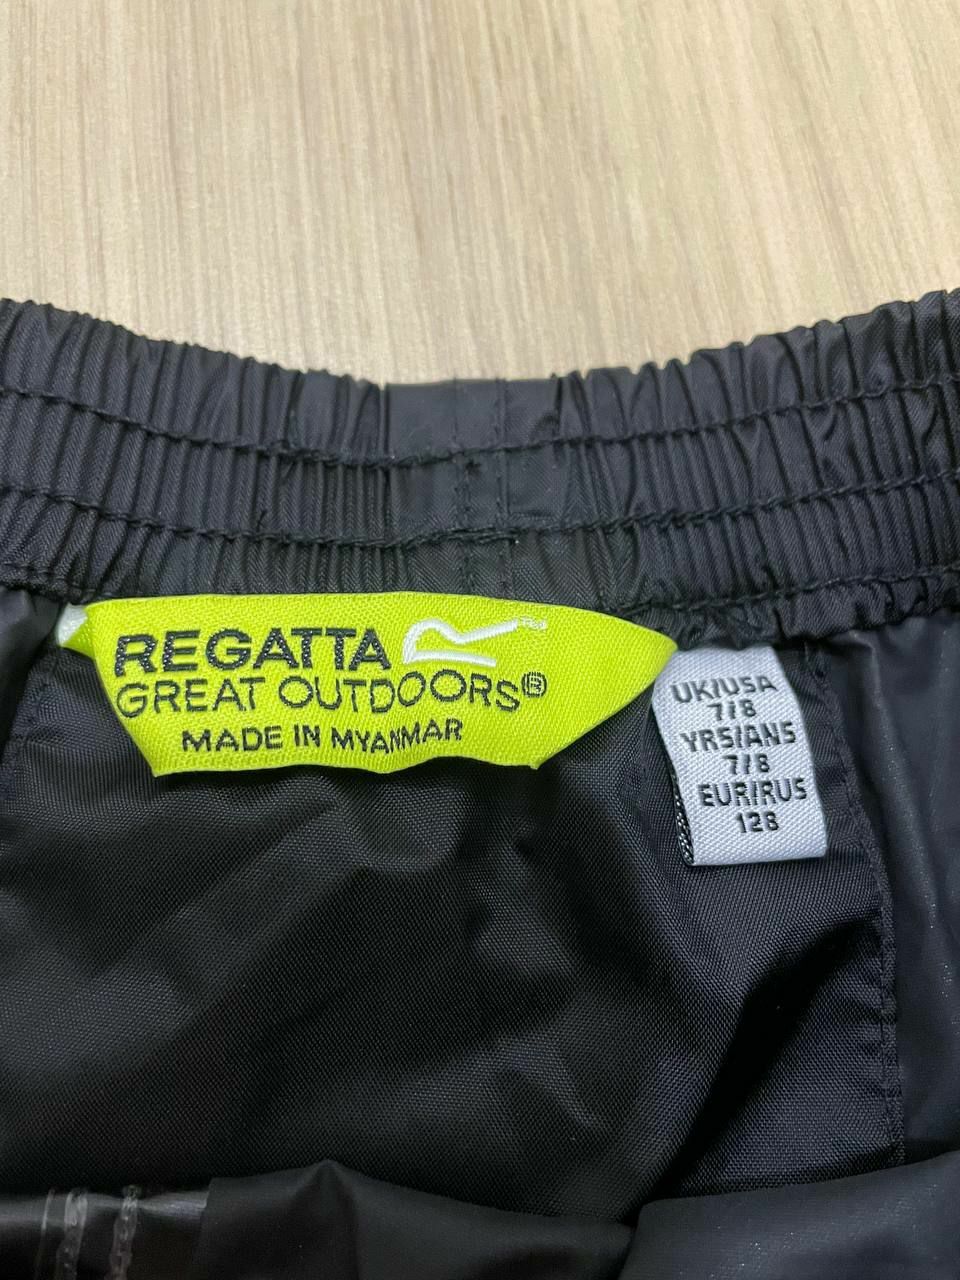 REGATTA
GREAT OUTDOORS®
MADE IN MYANMAR
UK/USA
7/8
YRS/ANS
7/8
EUR/RUS
128